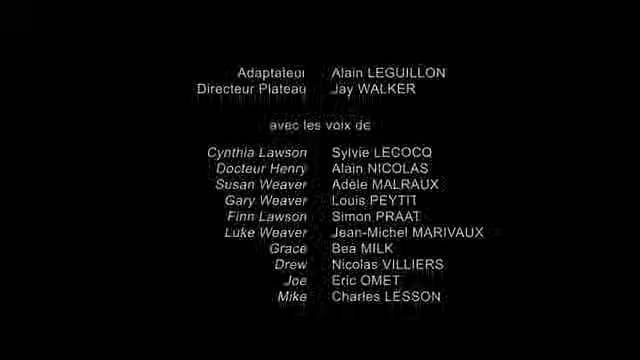 Adaptateur Alain LEGUILLON
Directeur Plateau Jay WALKER
avec les voix de
Cynthia Lawson Sylvie LECOCQ
Docteur Henry Alain NICOLAS
Susan Weaver Adèle MALRAUX
Gary Weaver Louis PEYTIT
Finn Lawson Simon PRAAT
Luke Weaver Jean-Michel MARIVAUX
Grace Bea MILK
Drew Nicolas VILLIERS
Joe Eric OMET
Mike Charles LESSON